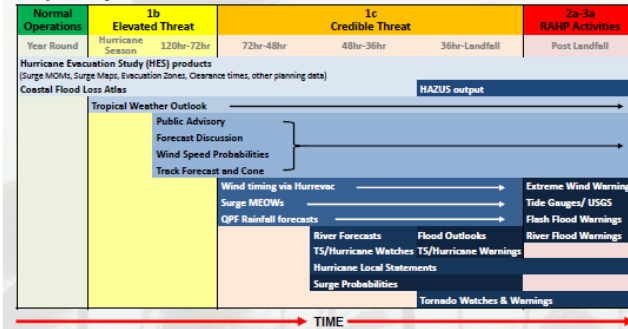 Normal Operations
1b
Elevated Threat
1c
Credible Threat
2a-3a
RAHP Activities
Year Round
Hurricane Season
120hr-72hr
72hr-48hr
48hr-36hr
36hr-Landfall
Post Landfall
Hurricane Evacuation Study (HES) products
(Surge MOMs, Surge Maps, Evacuation Zones, Clearance times, other planning data)
Coastal Flood Loss Atlas
HAZUS output
Tropical Weather Outlook
Public Advisory
Forecast Discussion
Wind Speed Probabilities
Track Forecast and Cone
Wind timing via Hurrevac
Extreme Wind Warning
Surge MEOWs
Tide Gauges/ USGS
QPF Rainfall forecasts
Flash Flood Warnings
River Forecasts
Flood Outlooks
River Flood Warnings
TS/Hurricane Watches
TS/Hurricane Warnings
Hurricane Local Statements
Surge Probabilities
Tornado Watches & Warnings
TIME